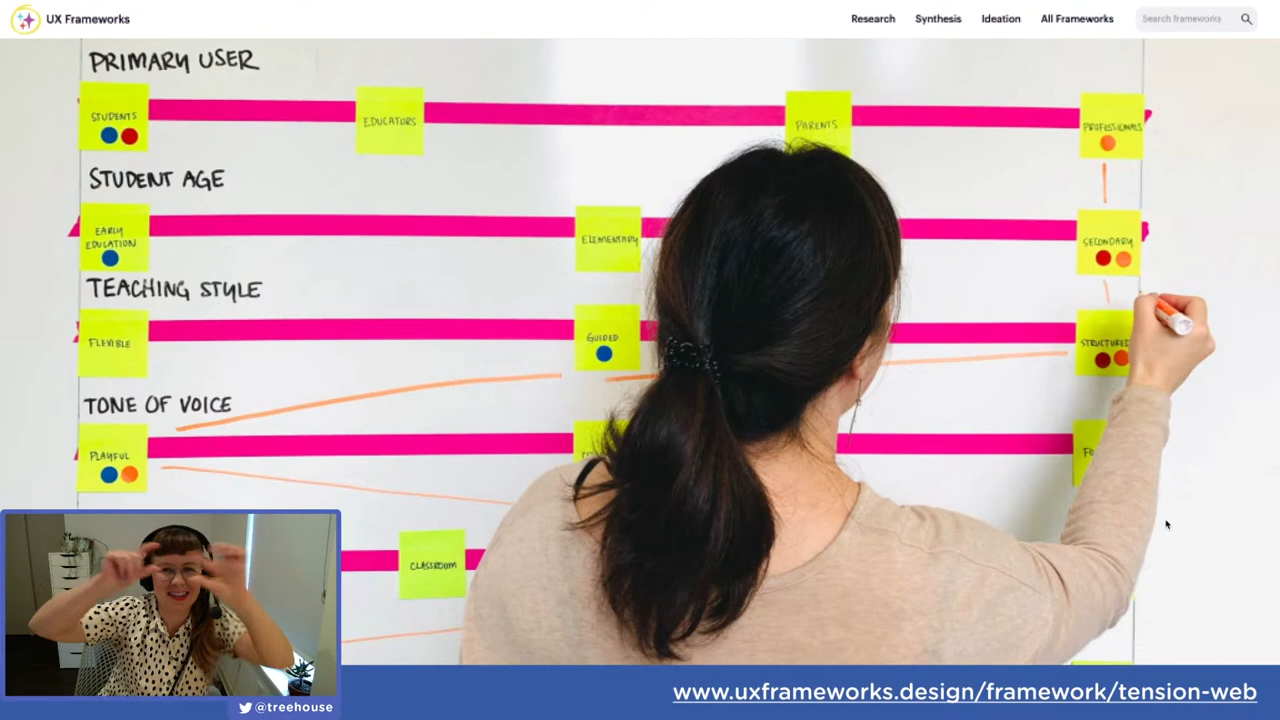 UX Frameworks
Research Synthesis Ideation All Frameworks Search frameworks
PRIMARY USER
STUDENTS
EDUCATORS
PARENTS
PROFESSIONALS
STUDENT AGE
EARLY
EDUCATION
ELEMENTARY
SECONDARY
TEACHING STYLE
FLEXIBLE
GUIDED
STRUCTURED
TONE OF VOICE
PLAYFUL
CLASSROOM
www.uxframeworks.design/framework/tension-web
@treehouse